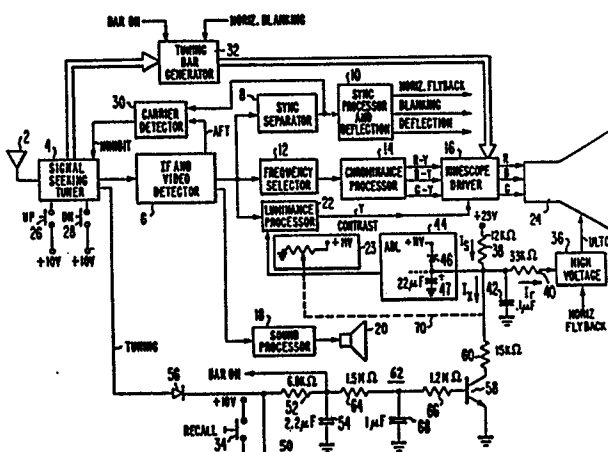 BAR ON
HORIZ. BLANKING
TUNING
BAR
GENERATOR
32
10
30
CARRIER
DETECTOR
8
SYNC
SEPARATOR
SYNC
PROCESSOR
AND
DEFLECTION
HORIZ. FLYBACK
BLANKING
DEFLECTION
2
4
AFT
SIGNAL
SEEKING
TUNER
IF AND
VIDEO
DETECTOR
6
12
FREQUENCY
SELECTOR
14
CHROMINANCE
PROCESSOR
R-Y
B-Y
G-Y
16
KINESCOPE
DRIVER
R
B
G
24
22
LUMINANCE
PROCESSOR
Y
UP
26
DN
28
+10V
+10V
CONTRAST
23
44
ABL
+HV
46
22μF
47
+23V
12KΩ
38
33KΩ
40
42
.1μF
36
HIGH
VOLTAGE
ULTOR
HORIZ
FLYBACK
18
SOUND
PROCESSOR
20
70
TUNING
56
BAR ON
60
15KΩ
58
+10V
52
54
2.2μF
1.5MΩ
64
62
1μF
68
1.2MΩ
66
RECALL
34
50